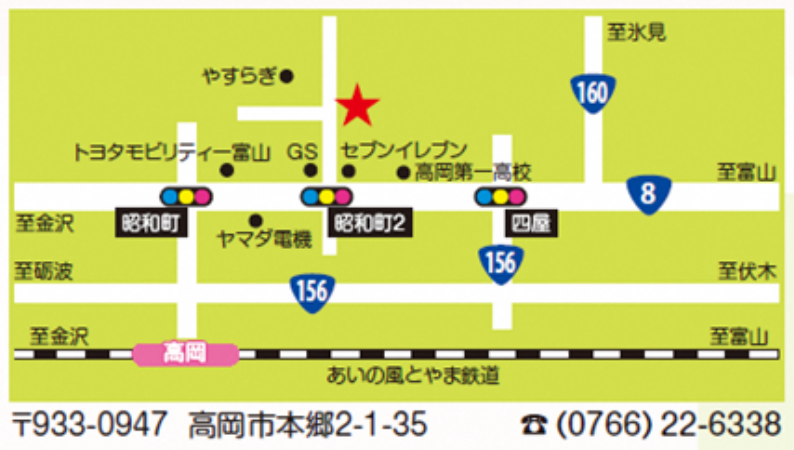 至氷見
やすらぎ
160
トヨタモビリティー富山 GS セブンイレブン
高岡第一高校
至富山
8
至金沢
昭和町
昭和町2
四屋
ヤマダ電機
156
至砺波
至伏木
156
至金沢
至富山
高岡
あいの風とやま鉄道
〒933-0947 高岡市本郷2-1-35 ☎(0766)22-6338